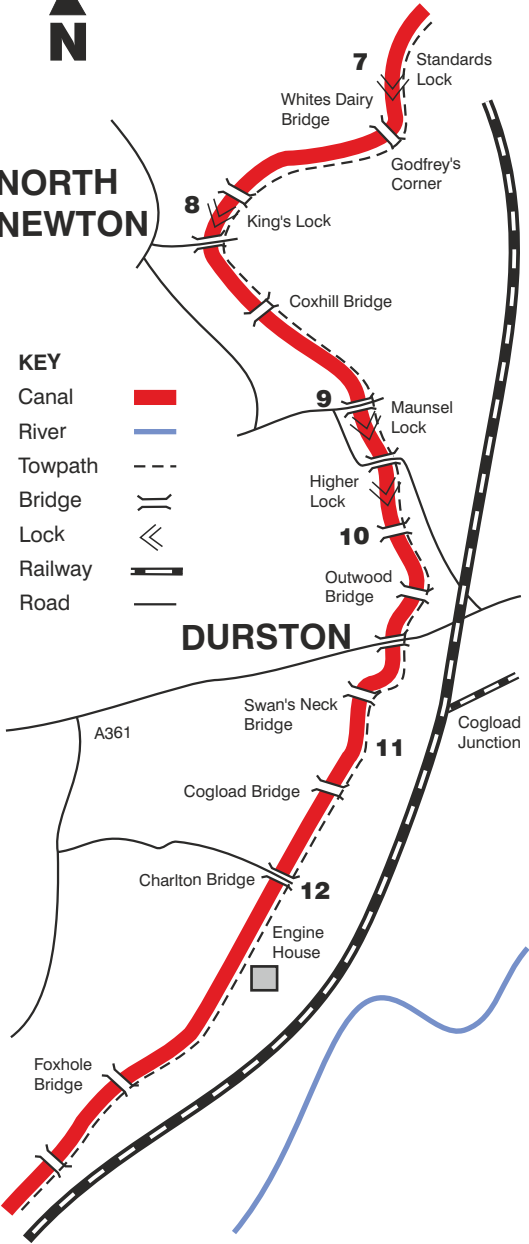 N
7
Standards
Lock
Whites Dairy
Bridge
Godfrey's
Corner
NORTH
NEWTON
8
King's Lock
Coxhill Bridge
KEY
Canal
River
Towpath
Bridge
Lock
Railway
Road
9
Maunsel
Lock
Higher
Lock
10
Outwood
Bridge
DURSTON
Swan's Neck
Bridge
A361
Cogload
Junction
11
Cogload Bridge
Charlton Bridge
12
Engine
House
Foxhole
Bridge